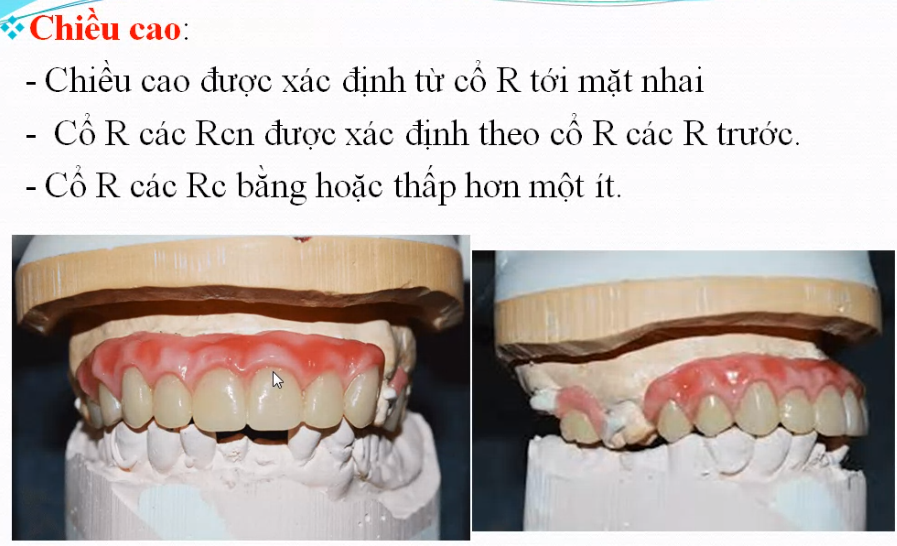 ❖Chiều cao:
- Chiều cao được xác định từ cổ R tới mặt nhai
- Cổ R các Rcn được xác định theo cổ R các R trước.
- Cổ R các Rc bằng hoặc thấp hơn một ít.